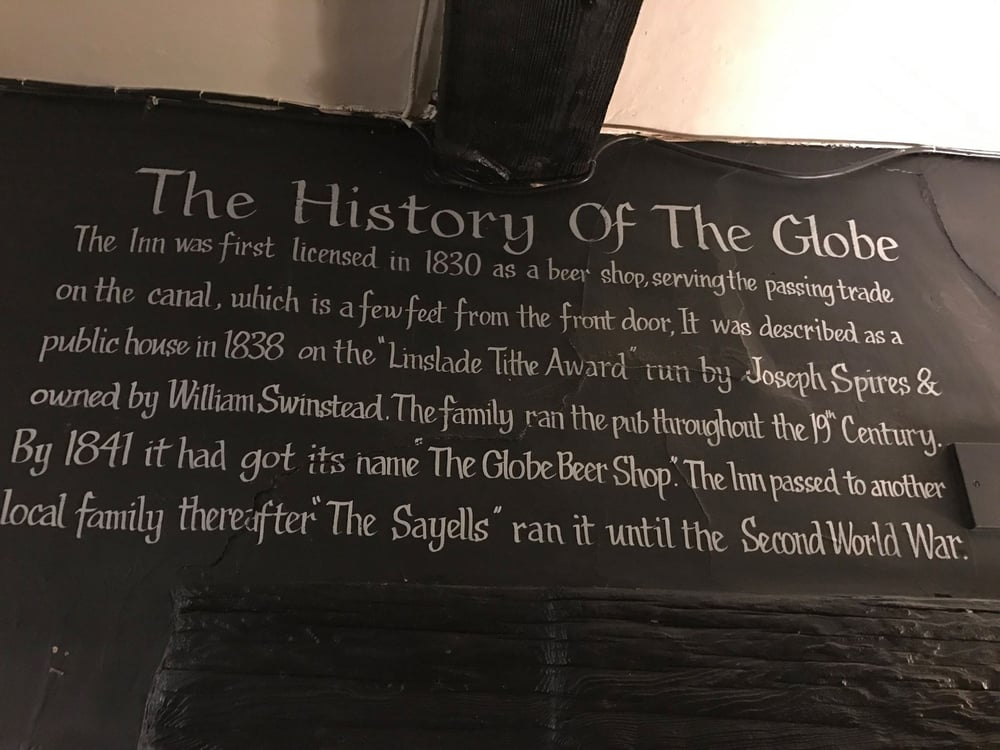 The History Of The Globe
The Inn was first licensed in 1830 as a beer shop, serving the passing trade
on the canal, which is a few feet from the front door, It was described as a
public house in 1838 on the "Linslade Tithe Award" run by Joseph Spires &
owned by William Swinstead. The family ran the pub throughout the 19th Century.
By 1841 it had got its name "The Globe Beer Shop". The Inn passed to another
local family thereafter "The Sayells" ran it until the Second World War.